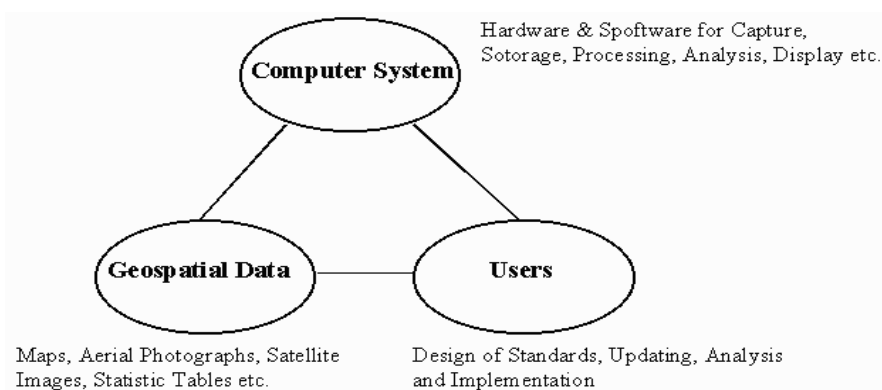 Hardware & Spoftware for Capture,
Sotorage, Processing, Analysis, Display etc.
Computer System
Geospatial Data
Users
Maps, Aerial Photographs, Satellite
Images, Statistic Tables etc.
Design of Standards, Updating, Analysis
and Implementation